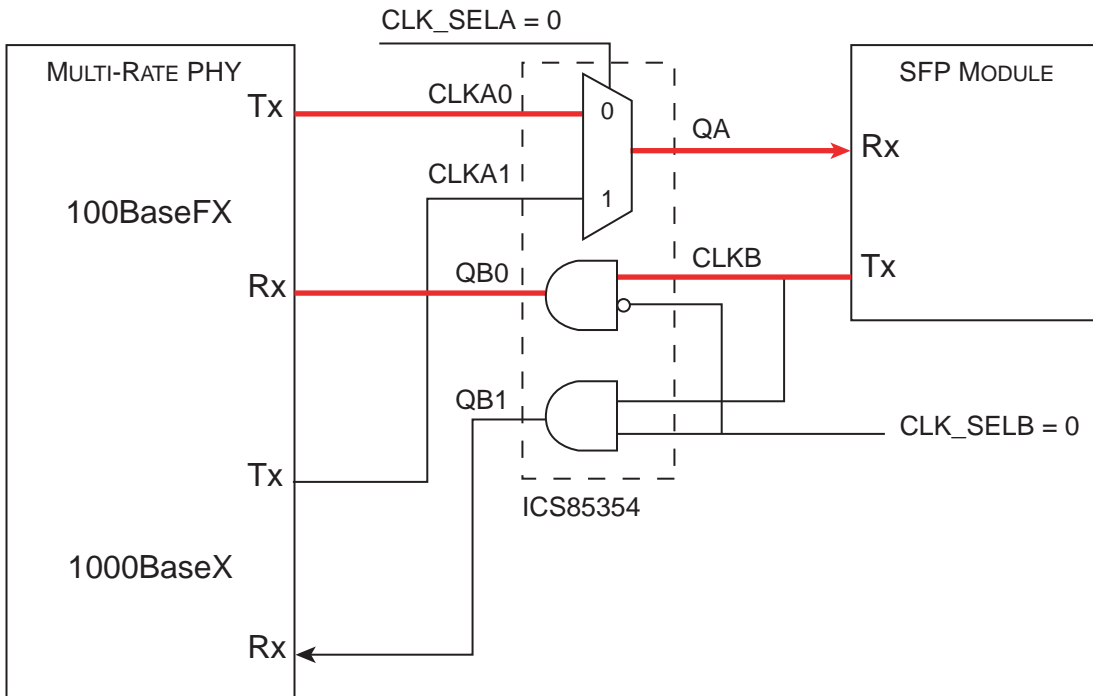 CLK_SELA = 0
MULTI-RATE PHY
SFP MODULE
Tx
CLKA0
0
QA
Rx
CLKA1
1
100BaseFX
Rx
QB0
CLKB
Tx
QB1
CLK_SELB = 0
Tx
ICS85354
1000BaseX
Rx